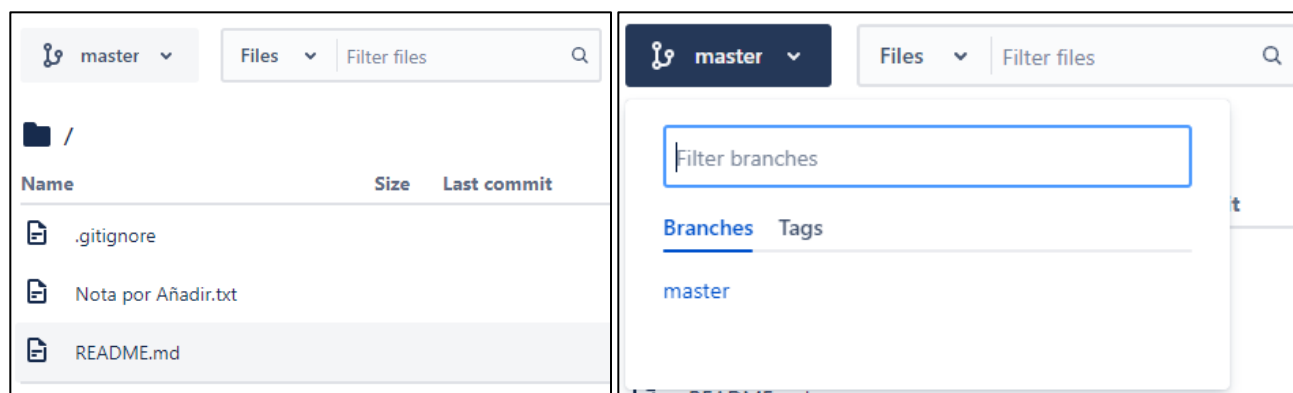 master
Files Filter files
/
Name Size Last commit
.gitignore
Nota por Añadir.txt
README.md
master
Files Filter files
Filter branches
Branches Tags
master